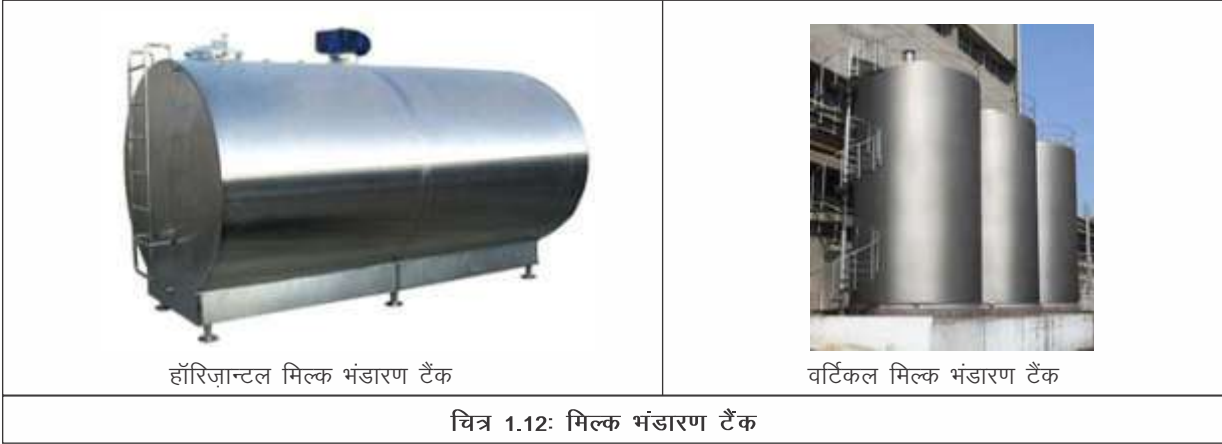 हॉरिज़ान्टल मिल्क भंडारण टैंक
वर्टिकल मिल्क भंडारण टैंक
चित्र 1.12: मिल्क भंडारण टैंक